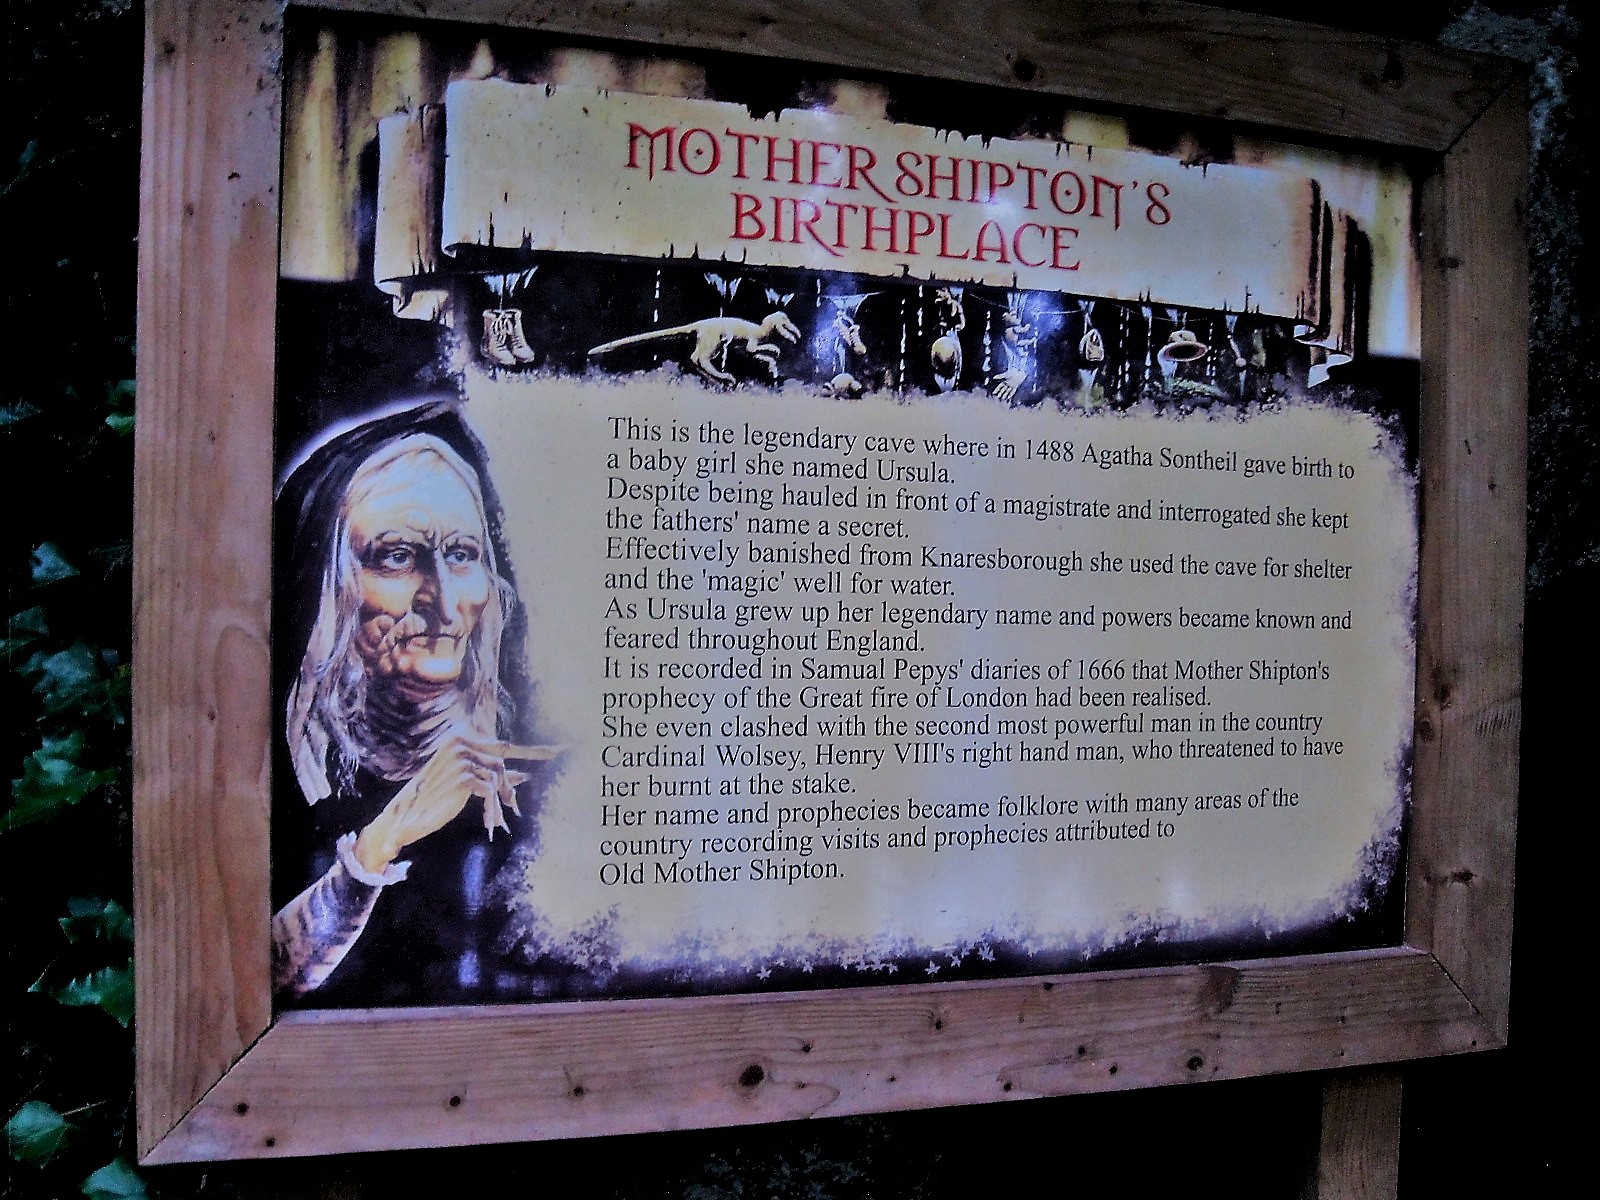 MOTHER SHIPTON'S
BIRTHPLACE
This is the legendary cave where in 1488 Agatha Sontheil gave birth to
a baby girl she named Ursula.
Despite being hauled in front of a magistrate and interrogated she kept
the fathers' name a secret.
Effectively banished from Knaresborough she used the cave for shelter
and the 'magic' well for water.
As Ursula grew up her legendary name and powers became known and
feared throughout England.
It is recorded in Samual Pepys' diaries of 1666 that Mother Shipton's
prophecy of the Great fire of London had been realised.
She even clashed with the second most powerful man in the country
Cardinal Wolsey, Henry VIII's right hand man, who threatened to have
her burnt at the stake.
Her name and prophecies became folklore with many areas of the
country recording visits and prophecies attributed to
Old Mother Shipton.